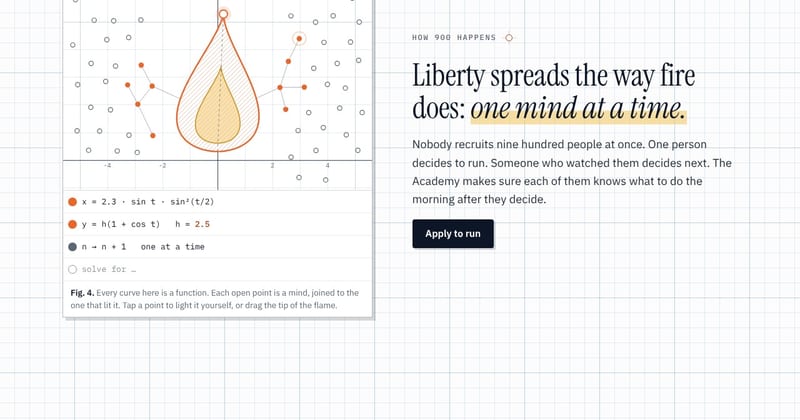 -4
-2
2
4
x = 2.3 · sin t · sin²(t/2)
y = h(1 + cos t) h = 2.5
n → n + 1 one at a time
solve for …
Fig. 4. Every curve here is a function. Each open point is a mind, joined to the
one that lit it. Tap a point to light it yourself, or drag the tip of the flame.
HOW 900 HAPPENS
Liberty spreads the way fire
does: one mind at a time.
Nobody recruits nine hundred people at once. One person
decides to run. Someone who watched them decides next. The
Academy makes sure each of them knows what to do the
morning after they decide.
Apply to run